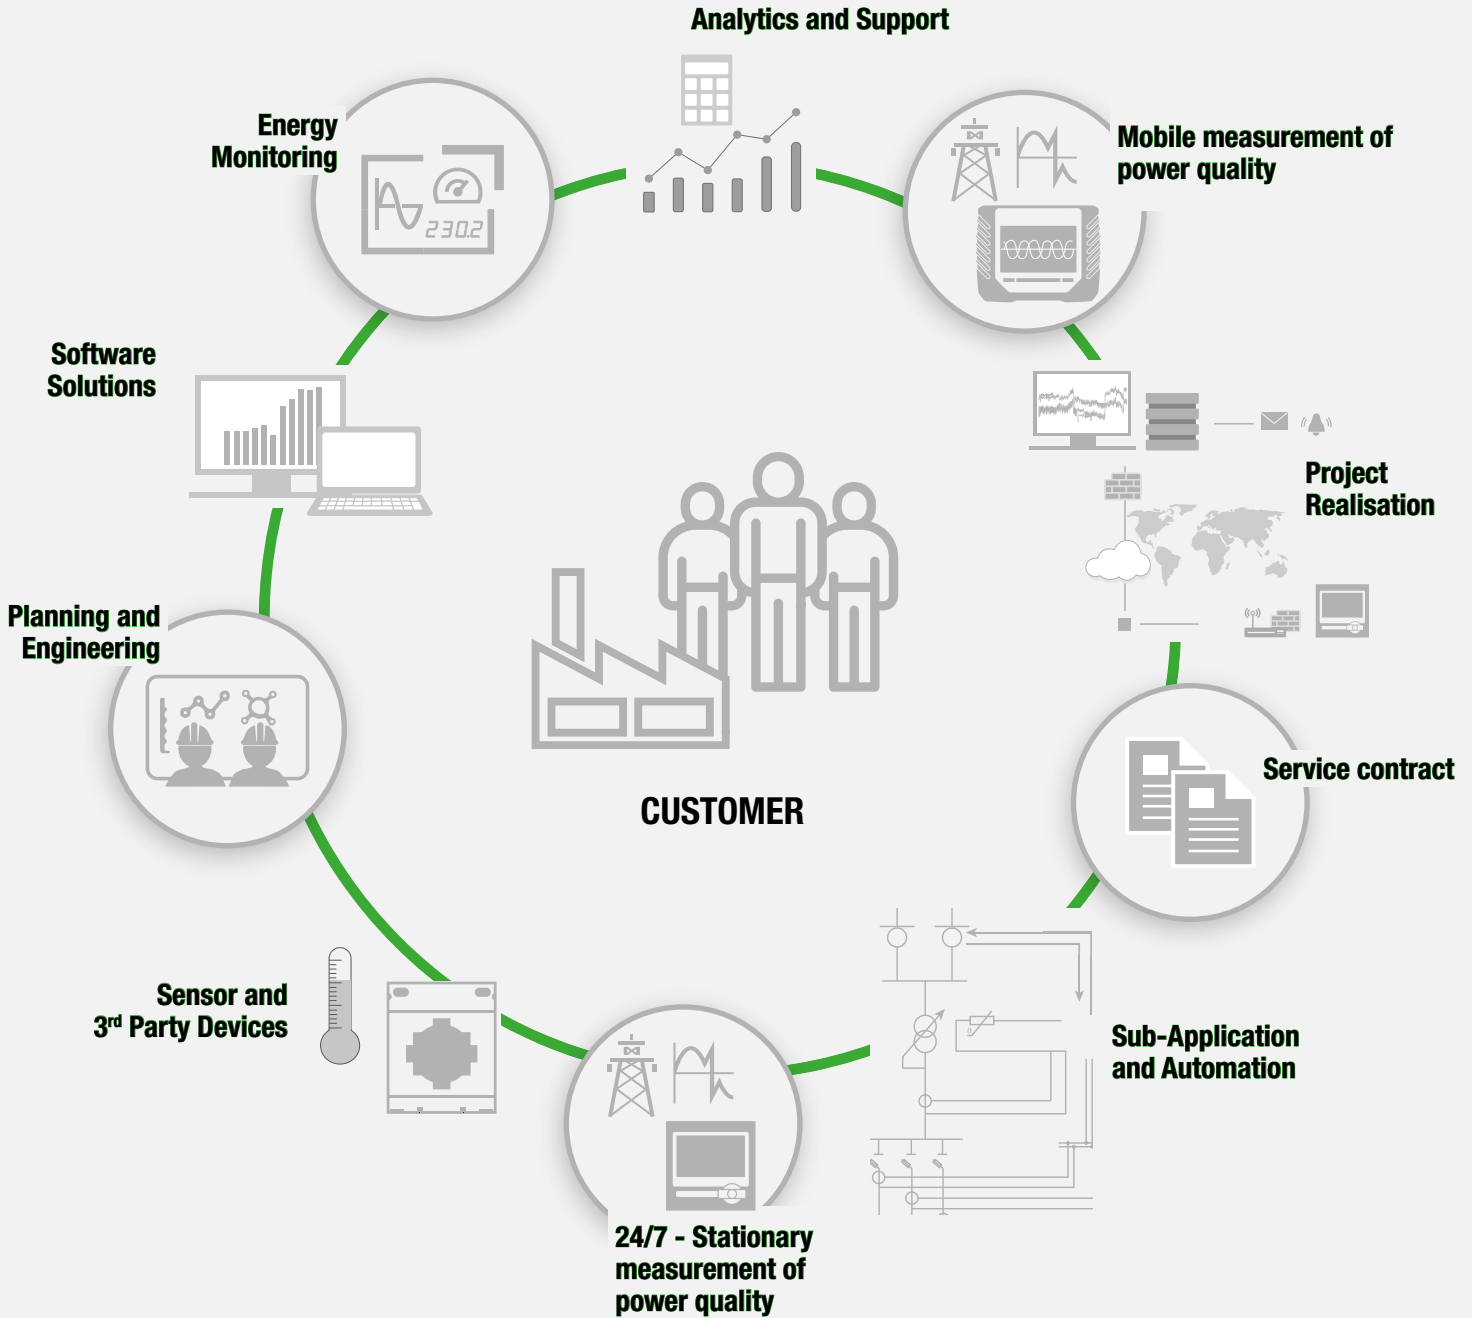 Analytics and Support
Energy
Monitoring
230.2
Mobile measurement of
power quality
Software
Solutions
Project
Realisation
Planning and
Engineering
Service contract
CUSTOMER
Sensor and
3rd Party Devices
Sub-Application
and Automation
24/7 - Stationary
measurement of
power quality